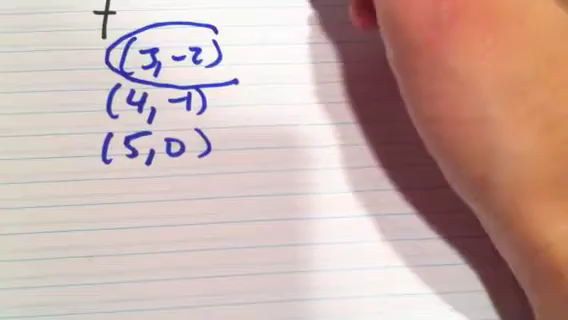 (3,-2)
(4,-1)
(5,0)